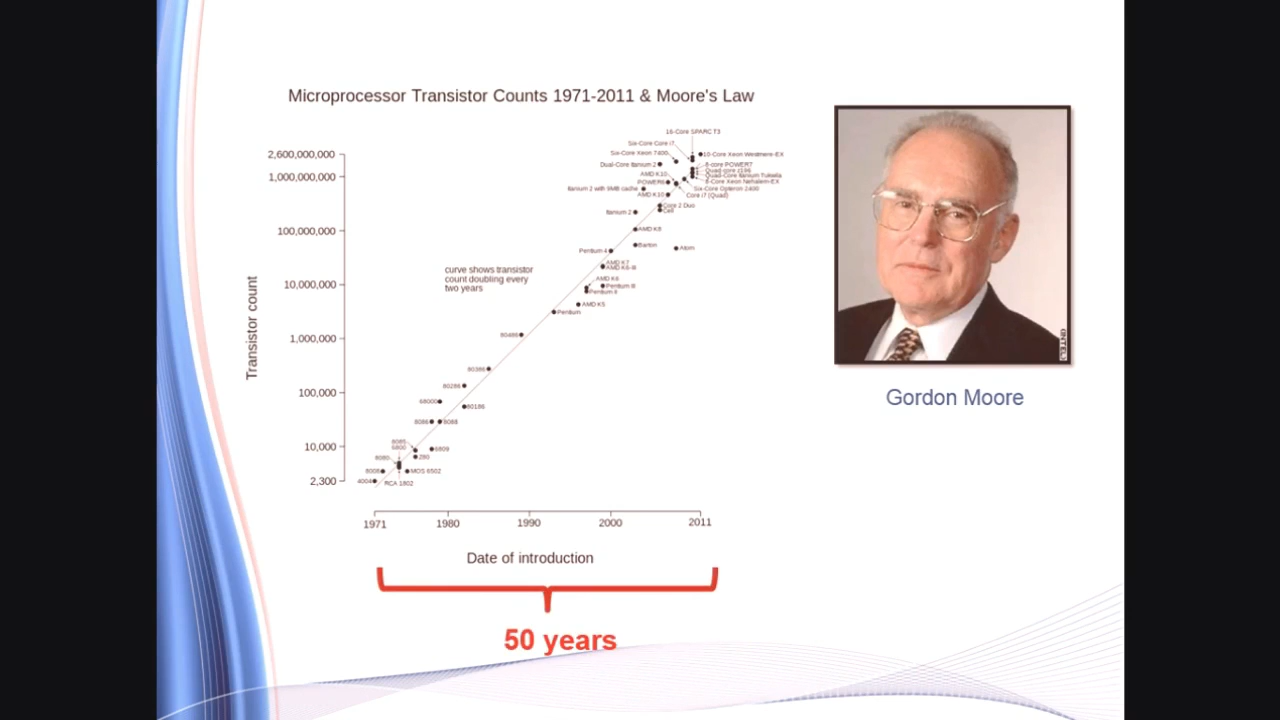 Microprocessor Transistor Counts 1971-2011 & Moore's Law
16-Core SPARC T3
Six-Core Core i7
Six-Core Xeon 7400
10-Core Xeon Westmere-EX
Dual-Core Itanium 2
8-core POWER7
Quad-core z196
Quad-Core Itanium Tukwila
8-Core Xeon Nehalem-EX
AMD K10
POWER6
Itanium 2 with 9MB cache
Six-Core Opteron 2400
AMD K10
Core i7 (Quad)
Core 2 Duo
Cell
Itanium 2
AMD K8
Barton
Atom
Pentium 4
AMD K7
AMD K6-III
AMD K6
Pentium III
Pentium II
AMD K5
Pentium
80486
80386
80286
68000
80186
8086
8088
8085
6800
6809
8080
Z80
8008
MOS 6502
4004
RCA 1802
2,600,000,000
1,000,000,000
100,000,000
10,000,000
1,000,000
100,000
10,000
2,300
Transistor count
curve shows transistor
count doubling every
two years
1971
1980
1990
2000
2011
Date of introduction
50 years
INTEL
Gordon Moore